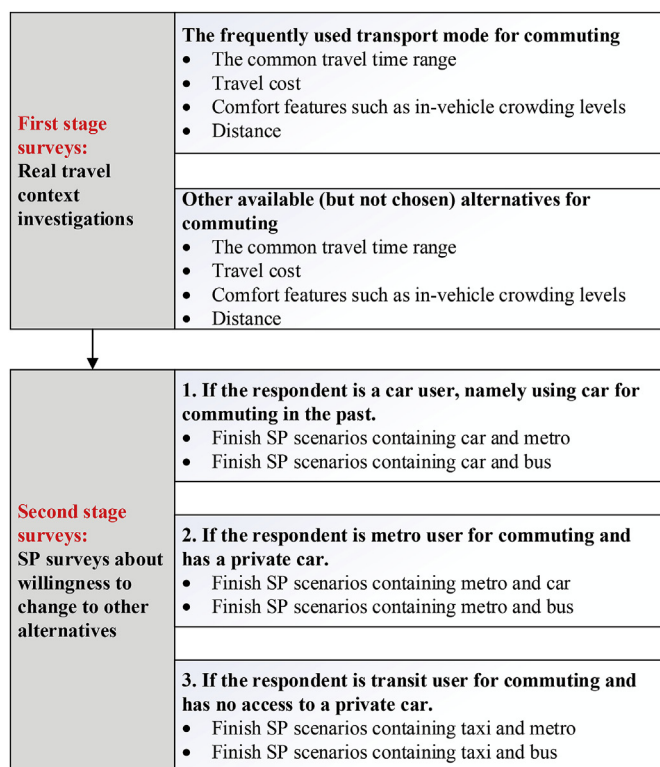 First stage
surveys:
Real travel
context
investigations
The frequently used transport mode for commuting
• The common travel time range
• Travel cost
• Comfort features such as in-vehicle crowding levels
• Distance
Other available (but not chosen) alternatives for
commuting
• The common travel time range
• Travel cost
• Comfort features such as in-vehicle crowding levels
• Distance
Second stage
surveys:
SP surveys about
willingness to
change to other
alternatives
1. If the respondent is a car user, namely using car for
commuting in the past.
• Finish SP scenarios containing car and metro
• Finish SP scenarios containing car and bus
2. If the respondent is metro user for commuting and
has a private car.
• Finish SP scenarios containing metro and car
• Finish SP scenarios containing metro and bus
3. If the respondent is transit user for commuting and
has no access to a private car.
• Finish SP scenarios containing taxi and metro
• Finish SP scenarios containing taxi and bus